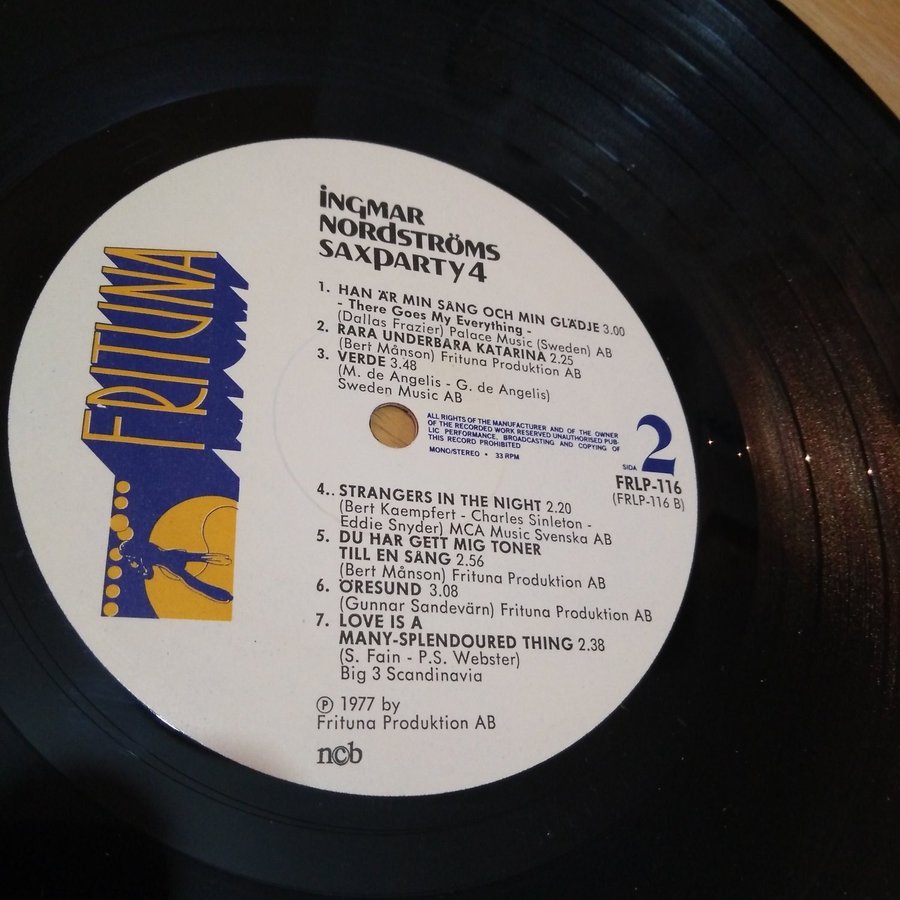 FRITUNA
INGMAR
NORDSTRÖMS
SAXPARTY 4
1. HAN ÄR MIN SÅNG OCH MIN GLÄDJE 3.00
- There Goes My Everything -
(Dallas Frazier) Palace Music (Sweden) AB
2. RARA UNDERBARA KATARINA 2.25
(Bert Månson) Frituna Produktion AB
3. VERDE 3.48
(M. de Angelis - G. de Angelis)
Sweden Music AB
ALL RIGHTS OF THE MANUFACTURER AND OF THE OWNER
OF THE RECORDED WORK RESERVED UNAUTHORISED PUB-
LIC PERFORMANCE, BROADCASTING AND COPYING OF
THIS RECORD PROHIBITED
MONO/STEREO • 33 RPM
SIDA 2
FRLP-116
(FRLP-116 B)
4.. STRANGERS IN THE NIGHT 2.20
(Bert Kaempfert - Charles Sinleton -
Eddie Snyder) MCA Music Svenska AB
5. DU HAR GETT MIG TONER
TILL EN SÅNG 2.56
(Bert Månson) Frituna Produktion AB
6. ÖRESUND 3.08
(Gunnar Sandevärn) Frituna Produktion AB
7. LOVE IS A
MANY-SPLENDOURED THING 2.38
(S. Fain - P.S. Webster)
Big 3 Scandinavia
Ⓟ 1977 by
Frituna Produktion AB
ncb